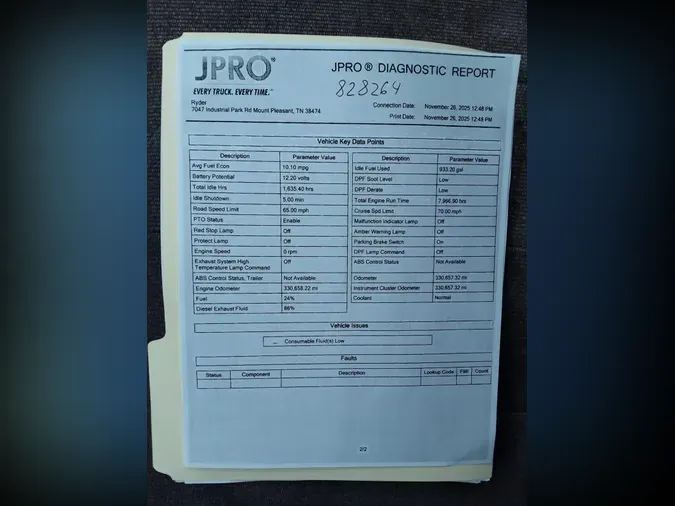 JPRO®
JPRO ® DIAGNOSTIC REPORT
EVERY TRUCK. EVERY TIME.™
828264
Ryder
7047 Industrial Park Rd Mount Pleasant, TN 38474
Connection Date: November 26, 2025 12:48 PM
Print Date: November 26, 2025 12:48 PM
Vehicle Key Data Points
Description Parameter Value Description Parameter Value
Avg Fuel Econ 10.10 mpg Idle Fuel Used 933.20 gal
Battery Potential 12.20 volts DPF Soot Level Low
Total Idle Hrs 1,635.40 hrs DPF Derate Low
Idle Shutdown 5.00 min Total Engine Run Time 7,966.90 hrs
Road Speed Limit 65.00 mph Cruise Spd Limit 70.00 mph
PTO Status Enable Malfunction Indicator Lamp Off
Red Stop Lamp Off Amber Warning Lamp Off
Protect Lamp Off Parking Brake Switch On
Engine Speed 0 rpm DPF Lamp Command Off
Exhaust System High Temperature Lamp Command Off ABS Control Status Not Available
ABS Control Status, Trailer Not Available Odometer 330,657.32 mi
Engine Odometer 330,658.22 mi Instrument Cluster Odometer 330,657.32 mi
Fuel 24% Coolant Normal
Diesel Exhaust Fluid 86%
Vehicle Issues
Consumable Fluid(s) Low
Faults
Status Component Description Lookup Code FMI Count
2/2